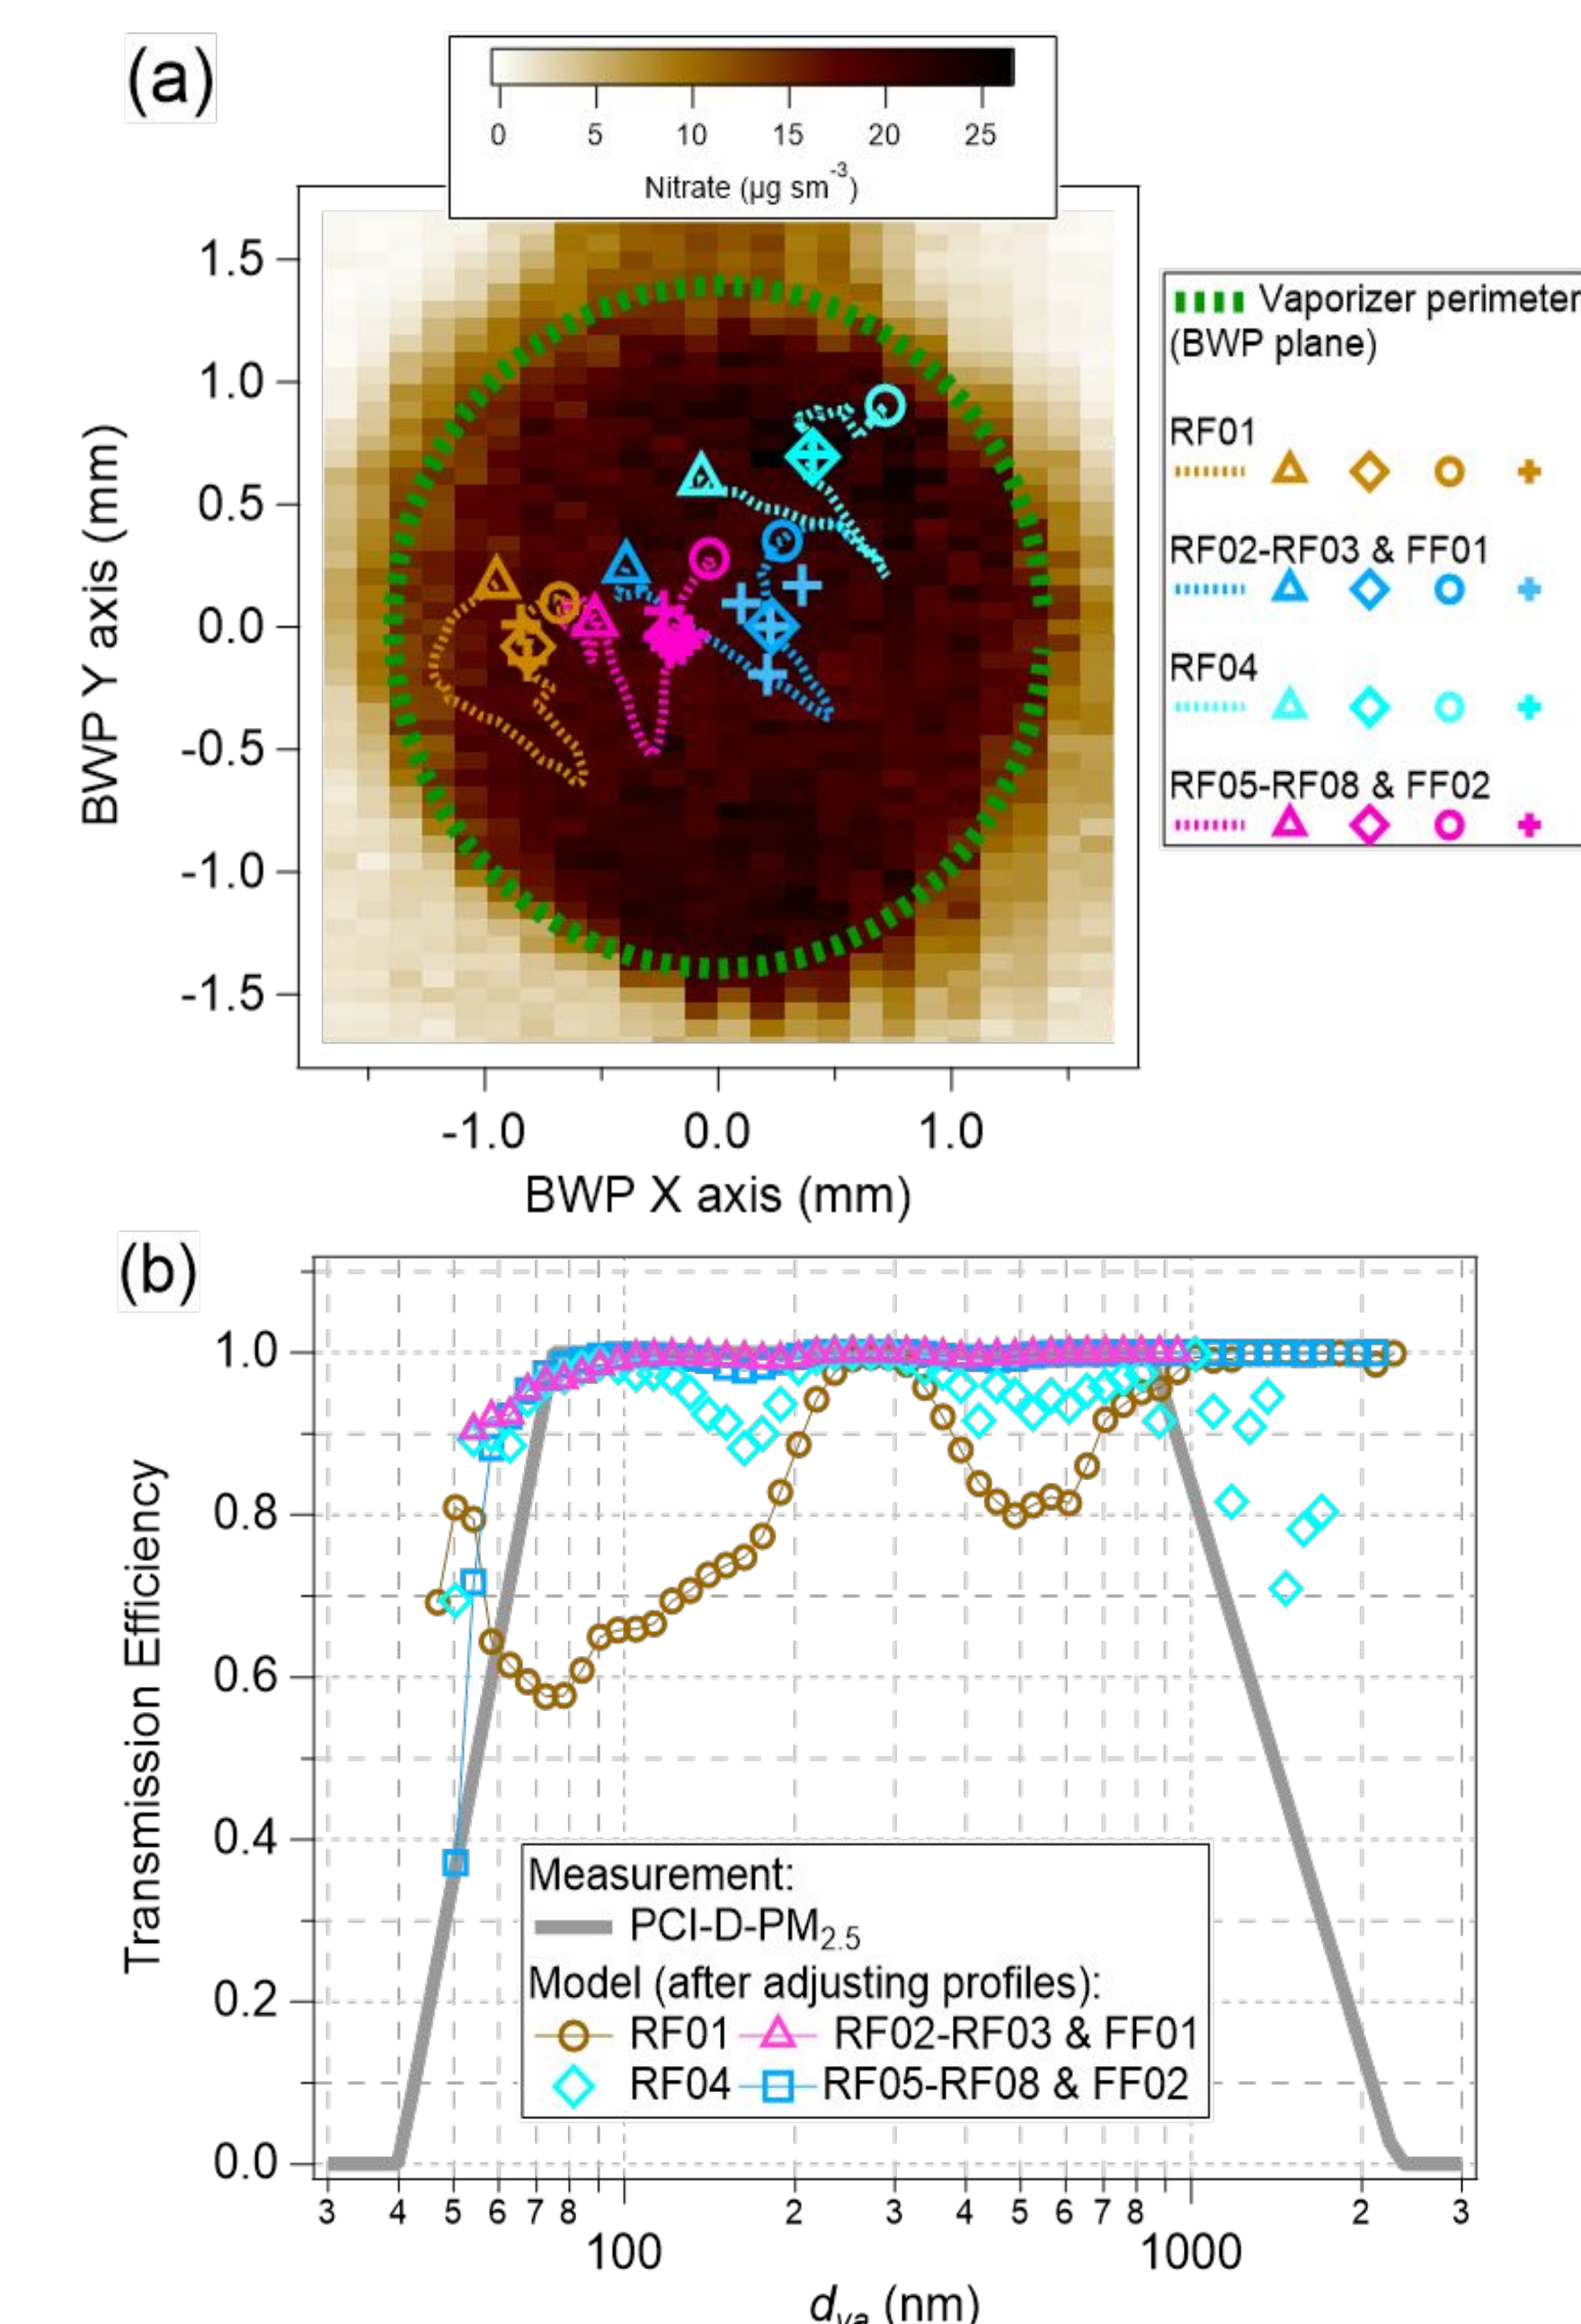 (a)
0 5 10 15 20 25
Nitrate (µg sm-3)
1.5
1.0
0.5
0.0
-0.5
-1.0
-1.5
BWP Y axis (mm)
-1.0 0.0 1.0
BWP X axis (mm)
Vaporizer perimeter
(BWP plane)
RF01
RF02-RF03 & FF01
RF04
RF05-RF08 & FF02
(b)
1.0
0.8
0.6
0.4
0.2
0.0
Transmission Efficiency
Measurement:
PCI-D-PM2.5
Model (after adjusting profiles):
RF01 RF02-RF03 & FF01
RF04 RF05-RF08 & FF02
3 4 5 6 7 8 2 3 4 5 6 7 8 2 3
100 1000
dva (nm)